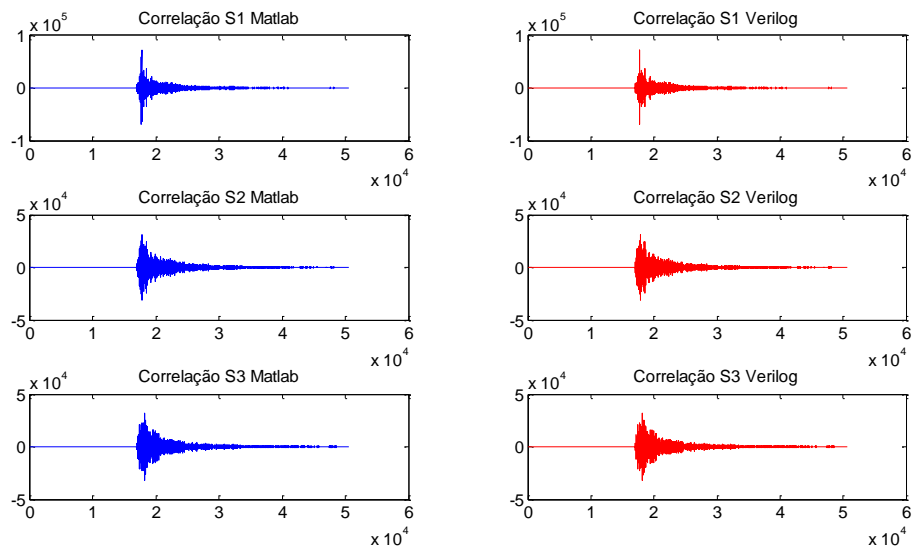 Correlação S1 Matlab
x 10^5
1
0
-1
0 1 2 3 4 5 6
x 10^4
Correlação S1 Verilog
x 10^5
1
0
-1
0 1 2 3 4 5 6
x 10^4
Correlação S2 Matlab
x 10^4
5
0
-5
0 1 2 3 4 5 6
x 10^4
Correlação S2 Verilog
x 10^4
5
0
-5
0 1 2 3 4 5 6
x 10^4
Correlação S3 Matlab
x 10^4
5
0
-5
0 1 2 3 4 5 6
x 10^4
Correlação S3 Verilog
x 10^4
5
0
-5
0 1 2 3 4 5 6
x 10^4